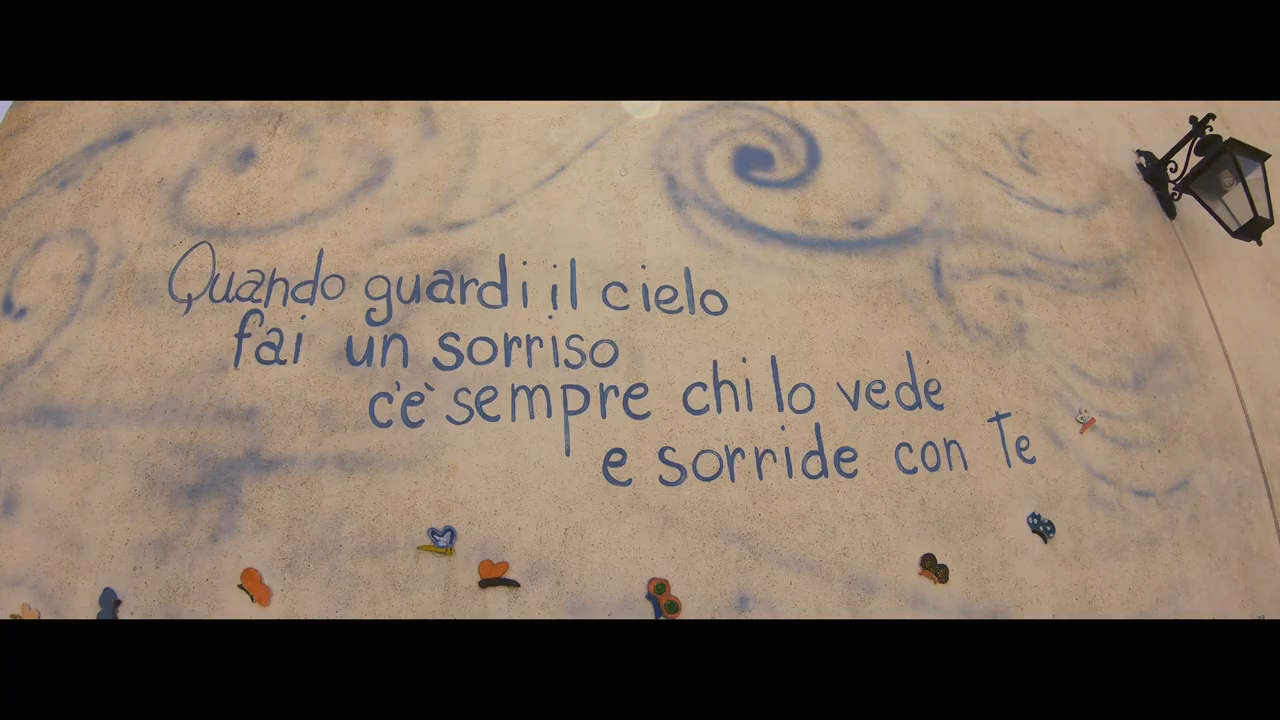 Quando guardi il cielo
fai un sorriso
c'è sempre chi lo vede
e sorride con Te